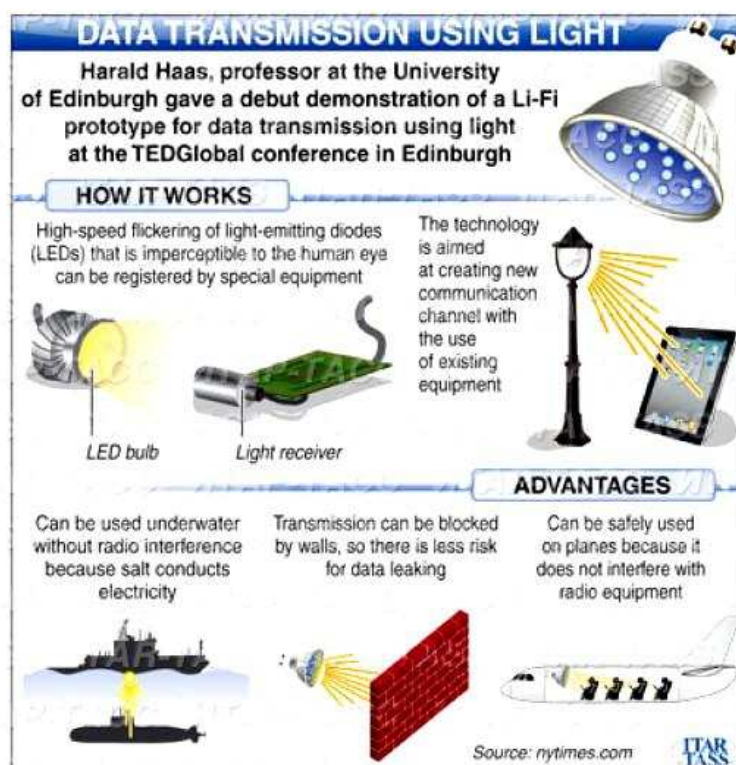 DATA TRANSMISSION USING LIGHT
Harald Haas, professor at the University
of Edinburgh gave a debut demonstration of a Li-Fi
prototype for data transmission using light
at the TEDGlobal conference in Edinburgh
HOW IT WORKS
High-speed flickering of light-emitting diodes
(LEDs) that is imperceptible to the human eye
can be registered by special equipment
LED bulb
Light receiver
The technology
is aimed
at creating new
communication
channel with
the use
of existing
equipment
ADVANTAGES
Can be used underwater
without radio interference
because salt conducts
electricity
Transmission can be blocked
by walls, so there is less risk
for data leaking
Can be safely used
on planes because it
does not interfere with
radio equipment
Source: nytimes.com
ITAR
TASS